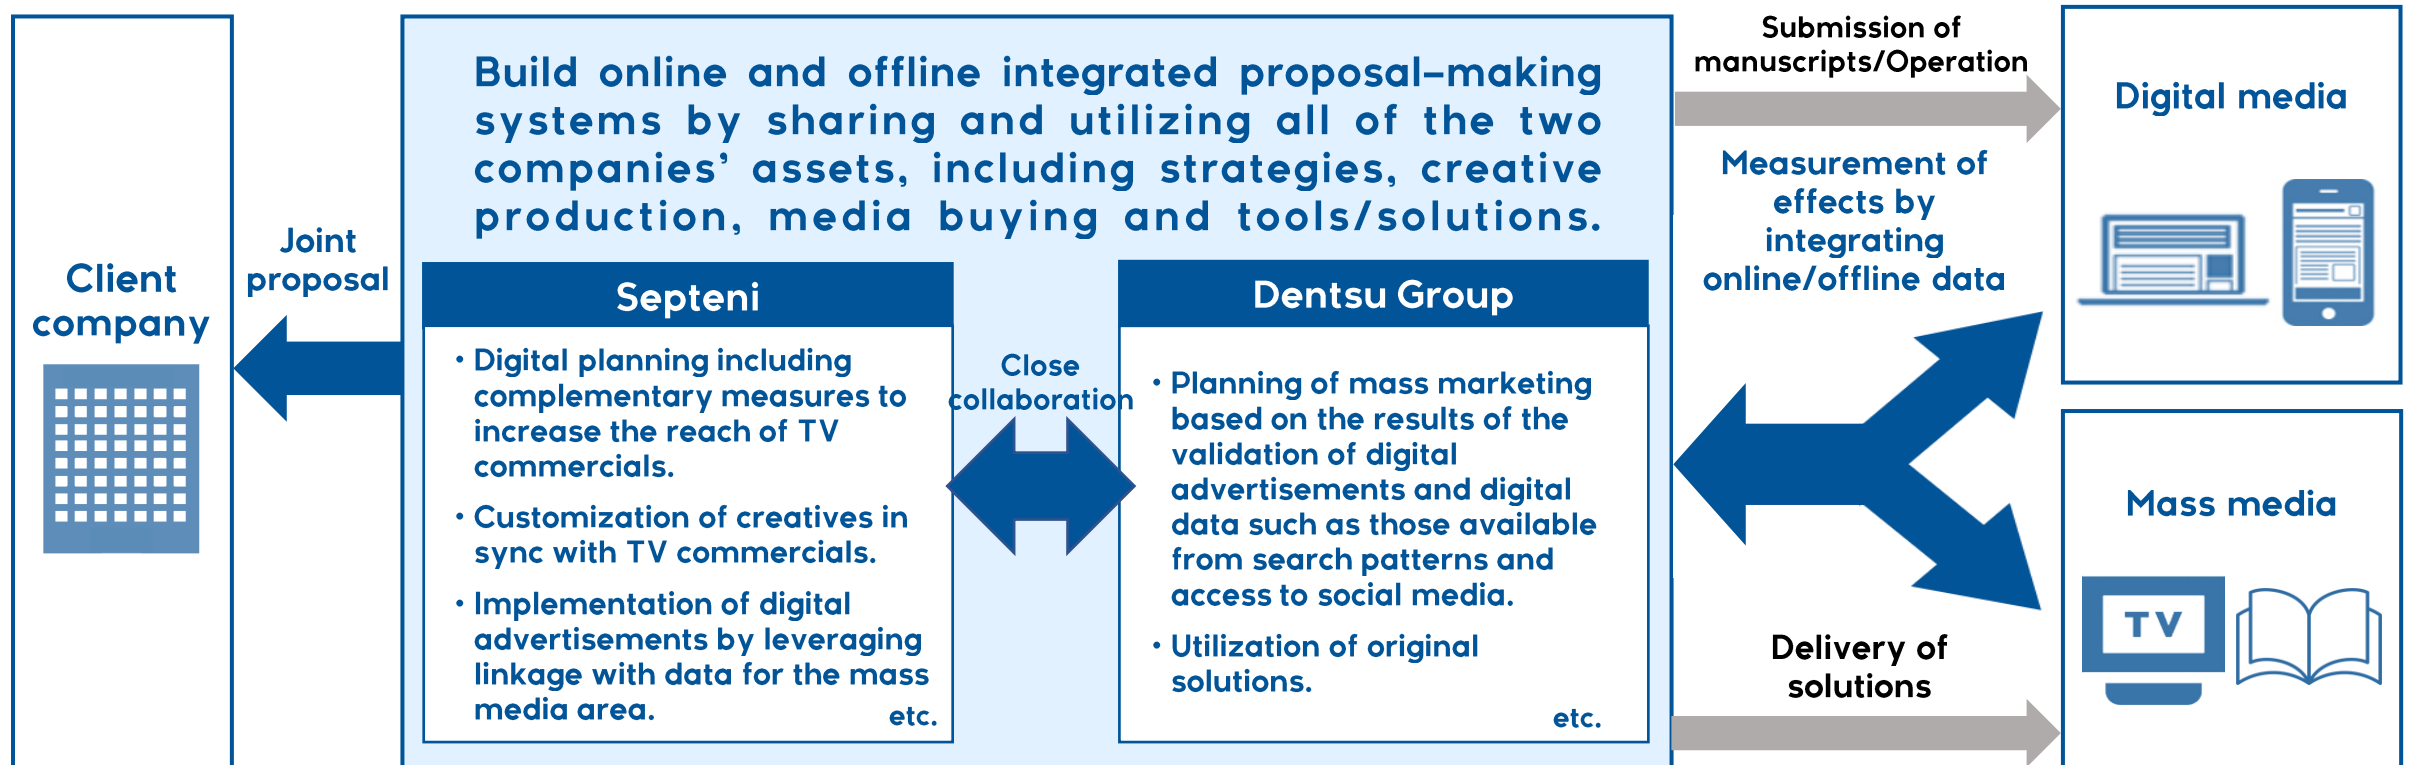 Client
company
Joint
proposal
Build online and offline integrated proposal–making
systems by sharing and utilizing all of the two
companies’ assets, including strategies, creative
production, media buying and tools/solutions.
Septeni
• Digital planning including
complementary measures to
increase the reach of TV
commercials.
• Customization of creatives in
sync with TV commercials.
• Implementation of digital
advertisements by leveraging
linkage with data for the mass
media area.
etc.
Close
collaboration
Dentsu Group
• Planning of mass marketing
based on the results of the
validation of digital
advertisements and digital
data such as those available
from search patterns and
access to social media.
• Utilization of original
solutions.
etc.
Submission of
manuscripts/Operation
Measurement of
effects by
integrating
online/offline data
Delivery of
solutions
Digital media
Mass media
TV